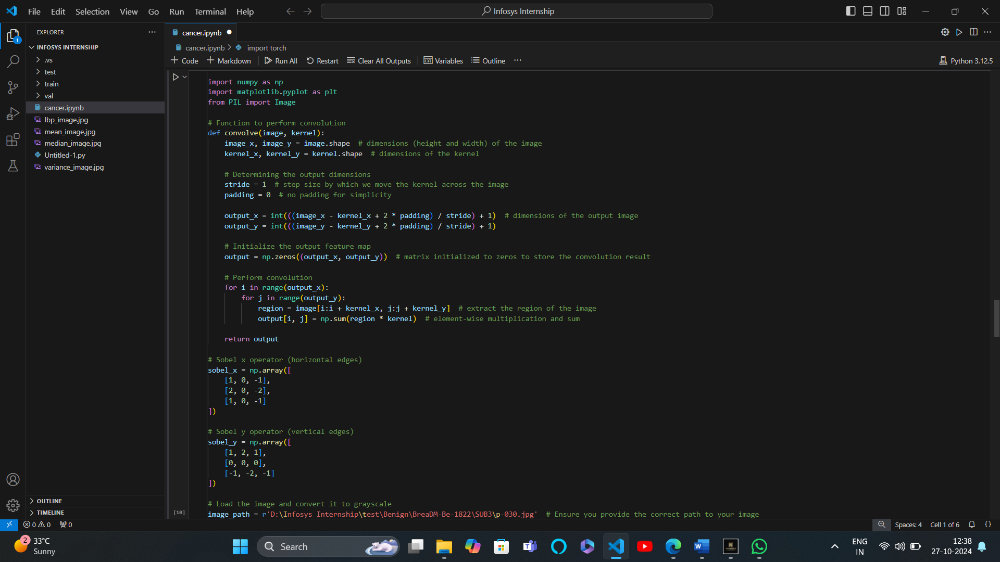 File Edit Selection View Go Run Terminal Help
Infosys Internship
EXPLORER
INFOSYS INTERNSHIP
.vs
test
train
val
cancer.ipynb
lbp_image.jpg
mean_image.jpg
median_image.jpg
Untitled-1.py
variance_image.jpg
OUTLINE
TIMELINE
1
cancer.ipynb
cancer.ipynb > import torch
+ Code + Markdown | Run All Restart Clear All Outputs | Variables Outline ... Python 3.12.5
import numpy as np
import matplotlib.pyplot as plt
from PIL import Image
# Function to perform convolution
def convolve(image, kernel):
image_x, image_y = image.shape # dimensions (height and width) of the image
kernel_x, kernel_y = kernel.shape # dimensions of the kernel
# Determining the output dimensions
stride = 1 # step size by which we move the kernel across the image
padding = 0 # no padding for simplicity
output_x = int(((image_x - kernel_x + 2 * padding) / stride) + 1) # dimensions of the output image
output_y = int(((image_y - kernel_y + 2 * padding) / stride) + 1)
# Initialize the output feature map
output = np.zeros((output_x, output_y)) # matrix initialized to zeros to store the convolution result
# Perform convolution
for i in range(output_x):
for j in range(output_y):
region = image[i:i + kernel_x, j:j + kernel_y] # extract the region of the image
output[i, j] = np.sum(region * kernel) # element-wise multiplication and sum
return output
# Sobel x operator (horizontal edges)
sobel_x = np.array([
[1, 0, -1],
[2, 0, -2],
[1, 0, -1]
])
# Sobel y operator (vertical edges)
sobel_y = np.array([
[1, 2, 1],
[0, 0, 0],
[-1, -2, -1]
])
# Load the image and convert it to grayscale
[10]
image_path = r'D:\Infosys Internship\test\Benign\BreaDM-Be-1822\SUB3\p-030.jpg' # Ensure you provide the correct path to your image
0 0 0
Spaces: 4 Cell 1 of 6 {}
2
33°C
Sunny
Search
ENG
IN
12:38
27-10-2024